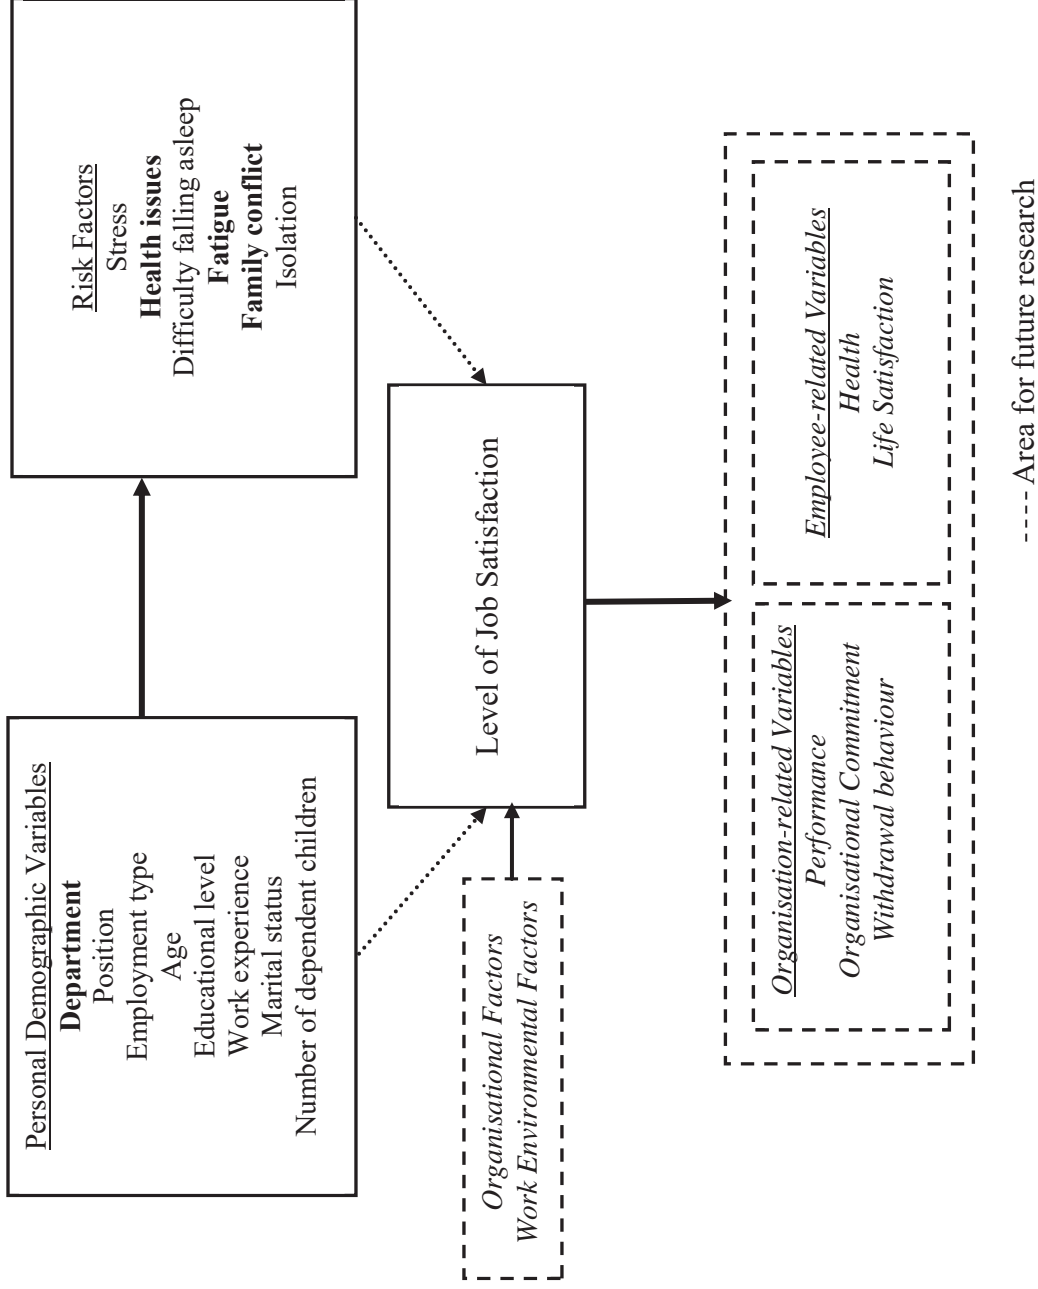 Personal Demographic Variables
Department
Position
Employment type
Age
Educational level
Work experience
Marital status
Number of dependent children
Risk Factors
Stress
Health issues
Difficulty falling asleep
Fatigue
Family conflict
Isolation
Organisational Factors
Work Environmental Factors
Level of Job Satisfaction
Organisation-related Variables
Performance
Organisational Commitment
Withdrawal behaviour
Employee-related Variables
Health
Life Satisfaction
---- Area for future research